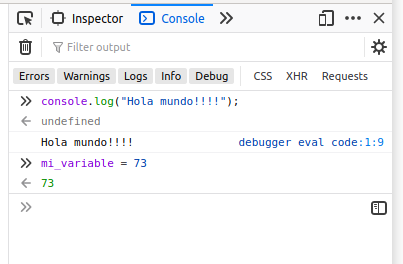 Inspector Console
Filter output
Errors Warnings Logs Info Debug CSS XHR Requests
console.log("Hola mundo!!!!");
undefined
Hola mundo!!!! debugger eval code:1:9
mi_variable = 73
73